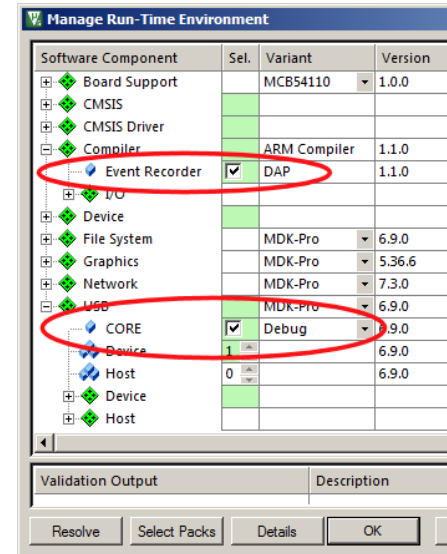 Manage Run-Time Environment
Software Component Sel. Variant Version
Board Support MCB54110 1.0.0
CMSIS
CMSIS Driver
Compiler ARM Compiler 1.1.0
Event Recorder DAP 1.1.0
I/O
Device
File System MDK-Pro 6.9.0
Graphics MDK-Pro 5.36.6
Network MDK-Pro 7.3.0
USB MDK-Pro 6.9.0
CORE Debug 6.9.0
Device 1 6.9.0
Host 0 6.9.0
Device
Host
Validation Output Description
Resolve Select Packs Details OK